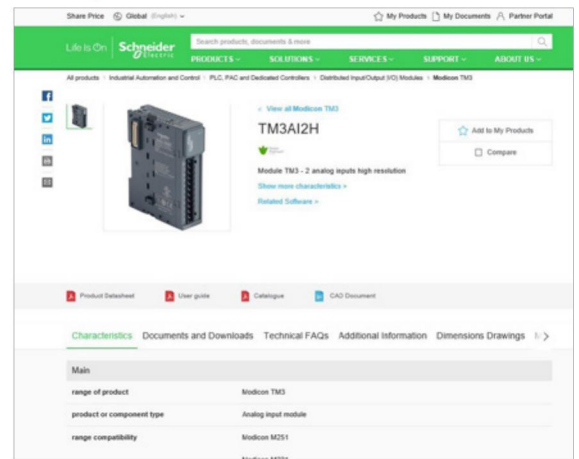 Share Price Global (English) My Products My Documents Partner Portal
Life Is On Schneider Electric
Search products, documents & more
PRODUCTS SOLUTIONS SERVICES SUPPORT ABOUT US
All products Industrial Automation and Control PLC, PAC and Dedicated Controllers Distributed Input/Output (I/O) Modules Modicon TM3
< View all Modicon TM3
TM3AI2H
Add to My Products
Compare
Module TM3 - 2 analog inputs high resolution
Show more characteristics »
Related Software »
Product Datasheet User guide Catalogue CAD Document
Characteristics Documents and Downloads Technical FAQs Additional Information Dimensions Drawings
Main
range of product Modicon TM3
product or component type Analog input module
range compatibility Modicon M251